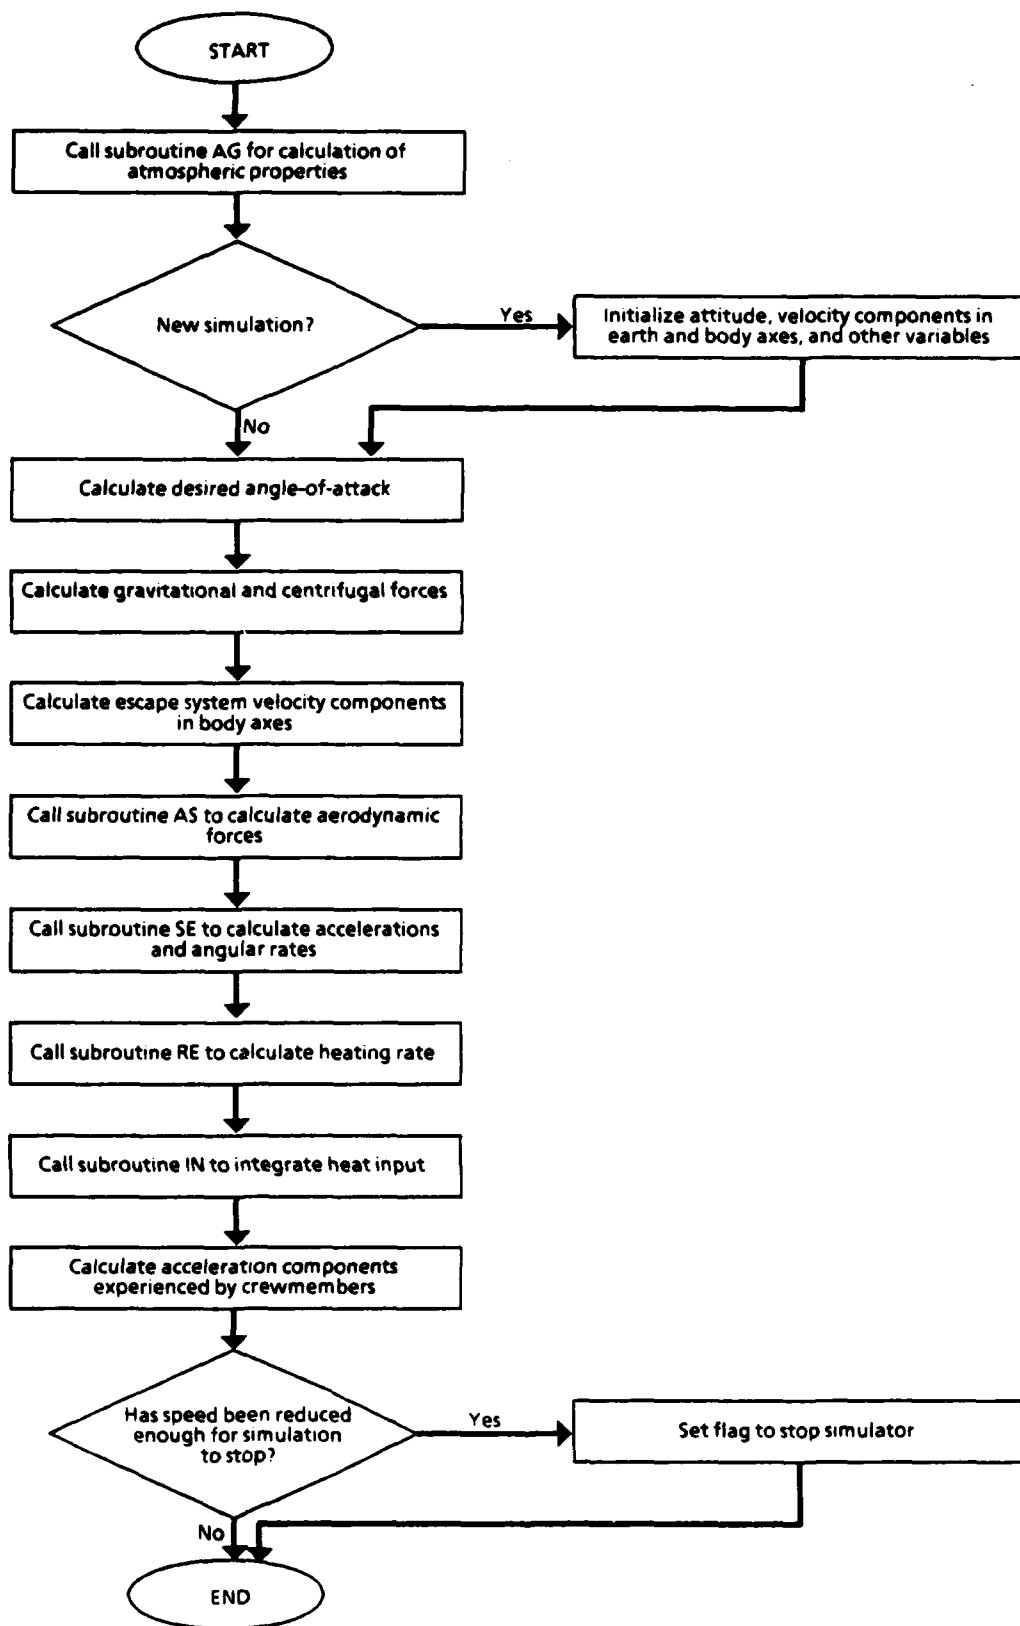 START
Call subroutine AG for calculation of
atmospheric properties
New simulation?
Yes
Initialize attitude, velocity components in
earth and body axes, and other variables
No
Calculate desired angle-of-attack
Calculate gravitational and centrifugal forces
Calculate escape system velocity components
in body axes
Call subroutine AS to calculate aerodynamic
forces
Call subroutine SE to calculate accelerations
and angular rates
Call subroutine RE to calculate heating rate
Call subroutine IN to integrate heat input
Calculate acceleration components
experienced by crewmembers
Has speed been reduced
enough for simulation
to stop?
Yes
Set flag to stop simulator
No
END